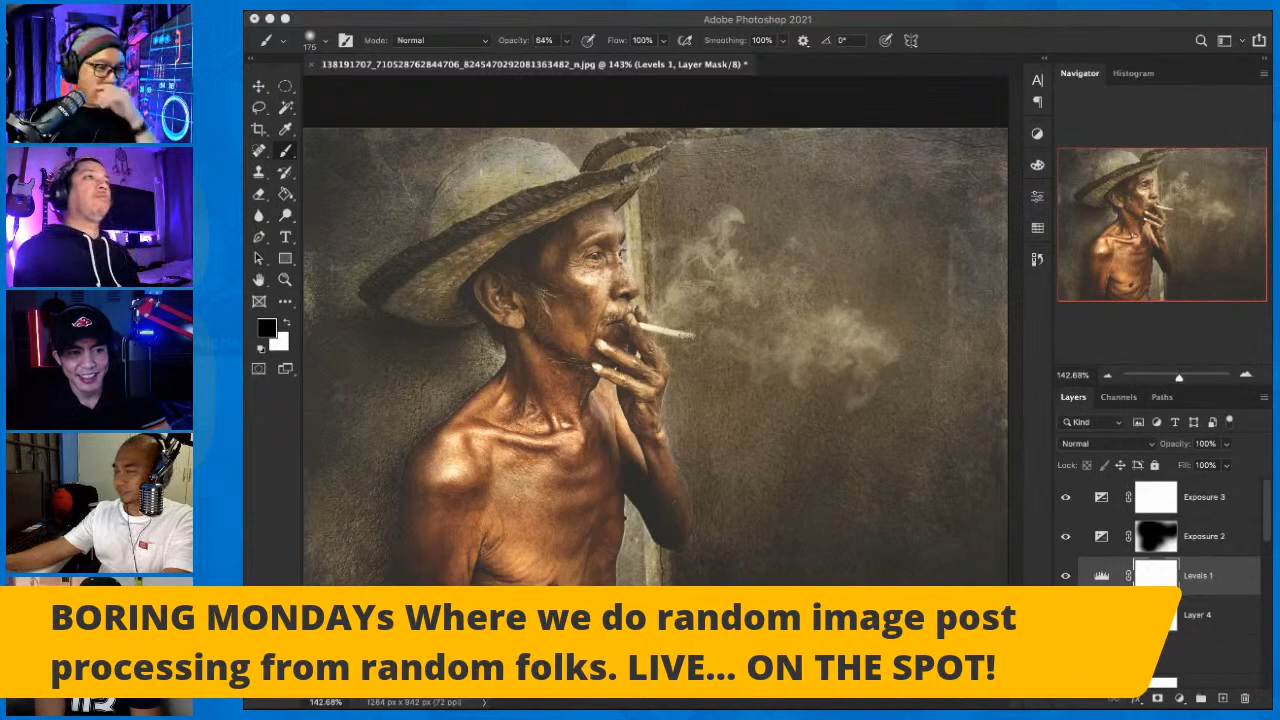 Adobe Photoshop 2021
175
Mode: Normal
Opacity: 64%
Flow: 100%
Smoothing: 100%
0°
138191707_710528762844706_8245470292081363482_n.jpg @ 143% (Levels 1, Layer Mask/8) *
Navigator
Histogram
142.68%
Layers
Channels
Paths
Kind
Normal
Opacity: 100%
Lock:
Fill: 100%
Exposure 3
Exposure 2
Levels 1
Layer 4
BORING MONDAYs Where we do random image post
processing from random folks. LIVE... ON THE SPOT!
142.68%
1264 px x 942 px (72 ppi)